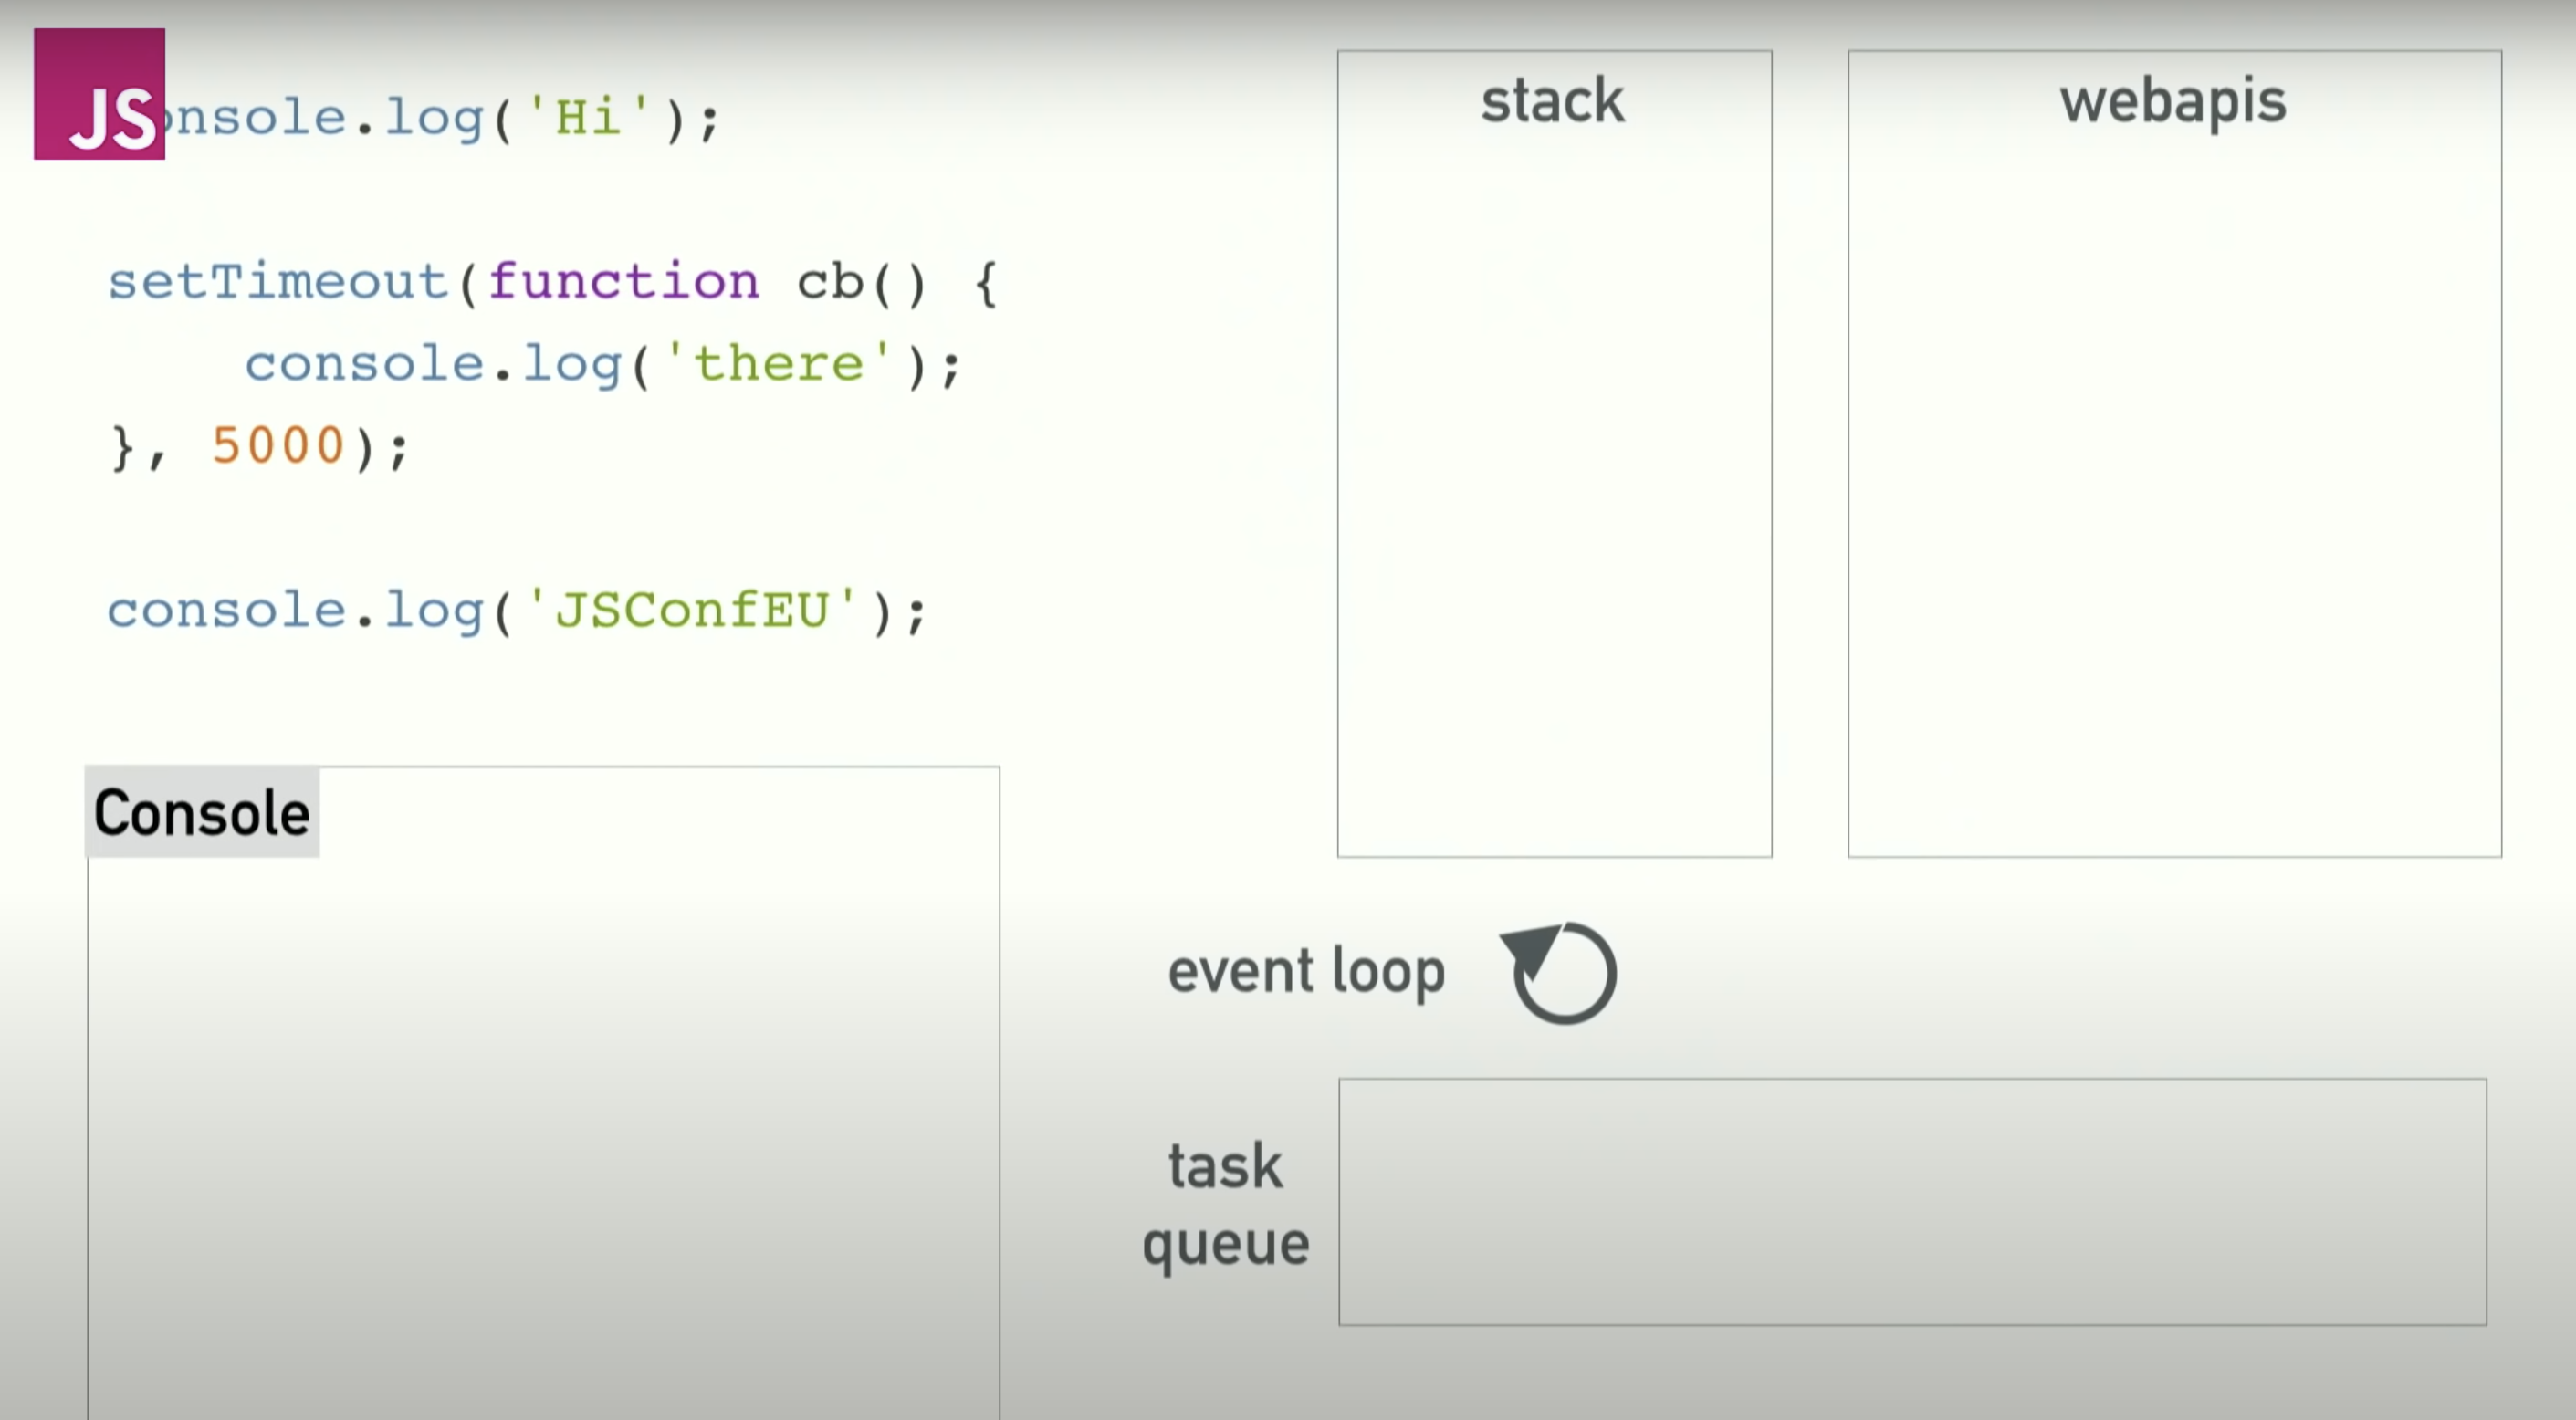 JS
onsole.log('Hi');
setTimeout(function cb() {
console.log('there');
}, 5000);
console.log('JSConfEU');
Console
stack
webapis
event loop
task
queue